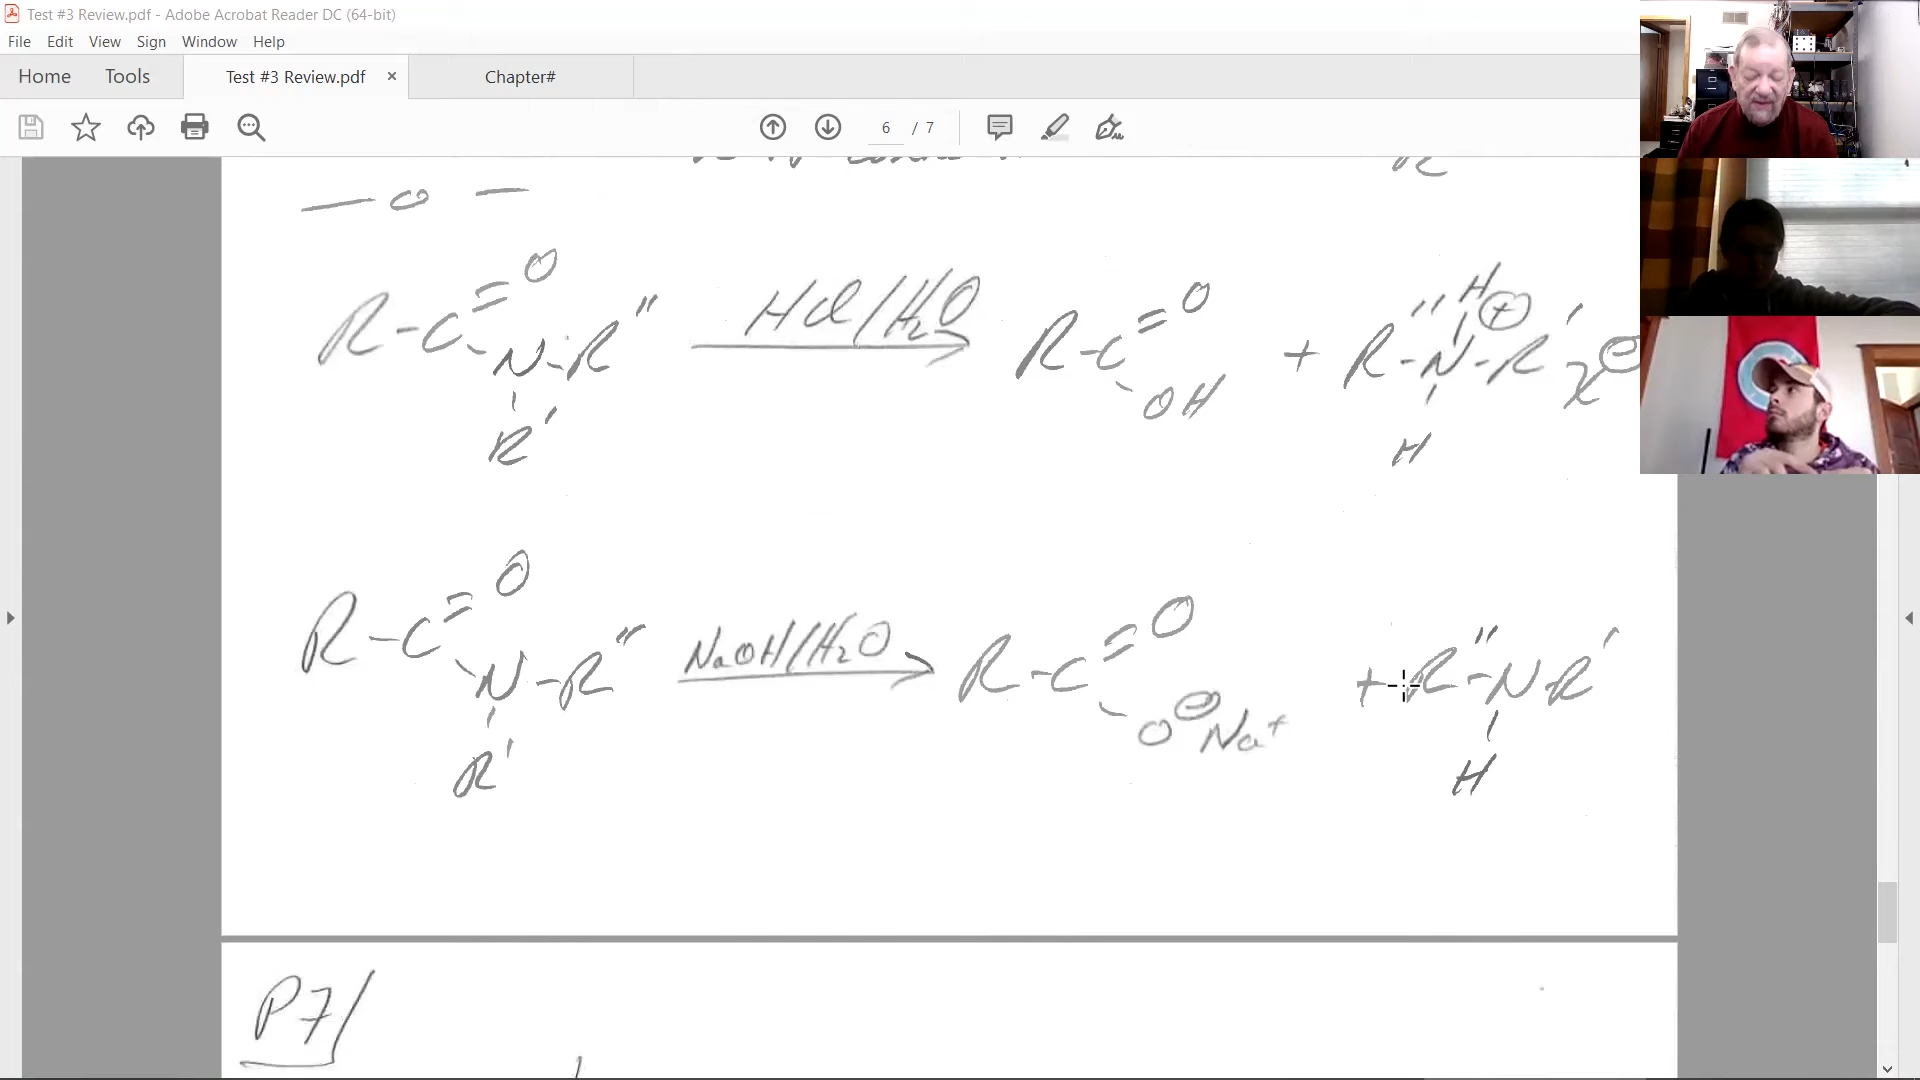 Test #3 Review.pdf - Adobe Acrobat Reader DC (64-bit)
File Edit View Sign Window Help
Home Tools Test #3 Review.pdf × Chapter#
6 / 7
— O —
R-C=O HCl/H2O R-C=O + R''-N-R' X⊖
N-R'' OH H ⊕
R' H
R-C=O NaOH/H2O R-C=O + R''-N-R'
N-R'' O⊖ Na+ H
R'
P7/